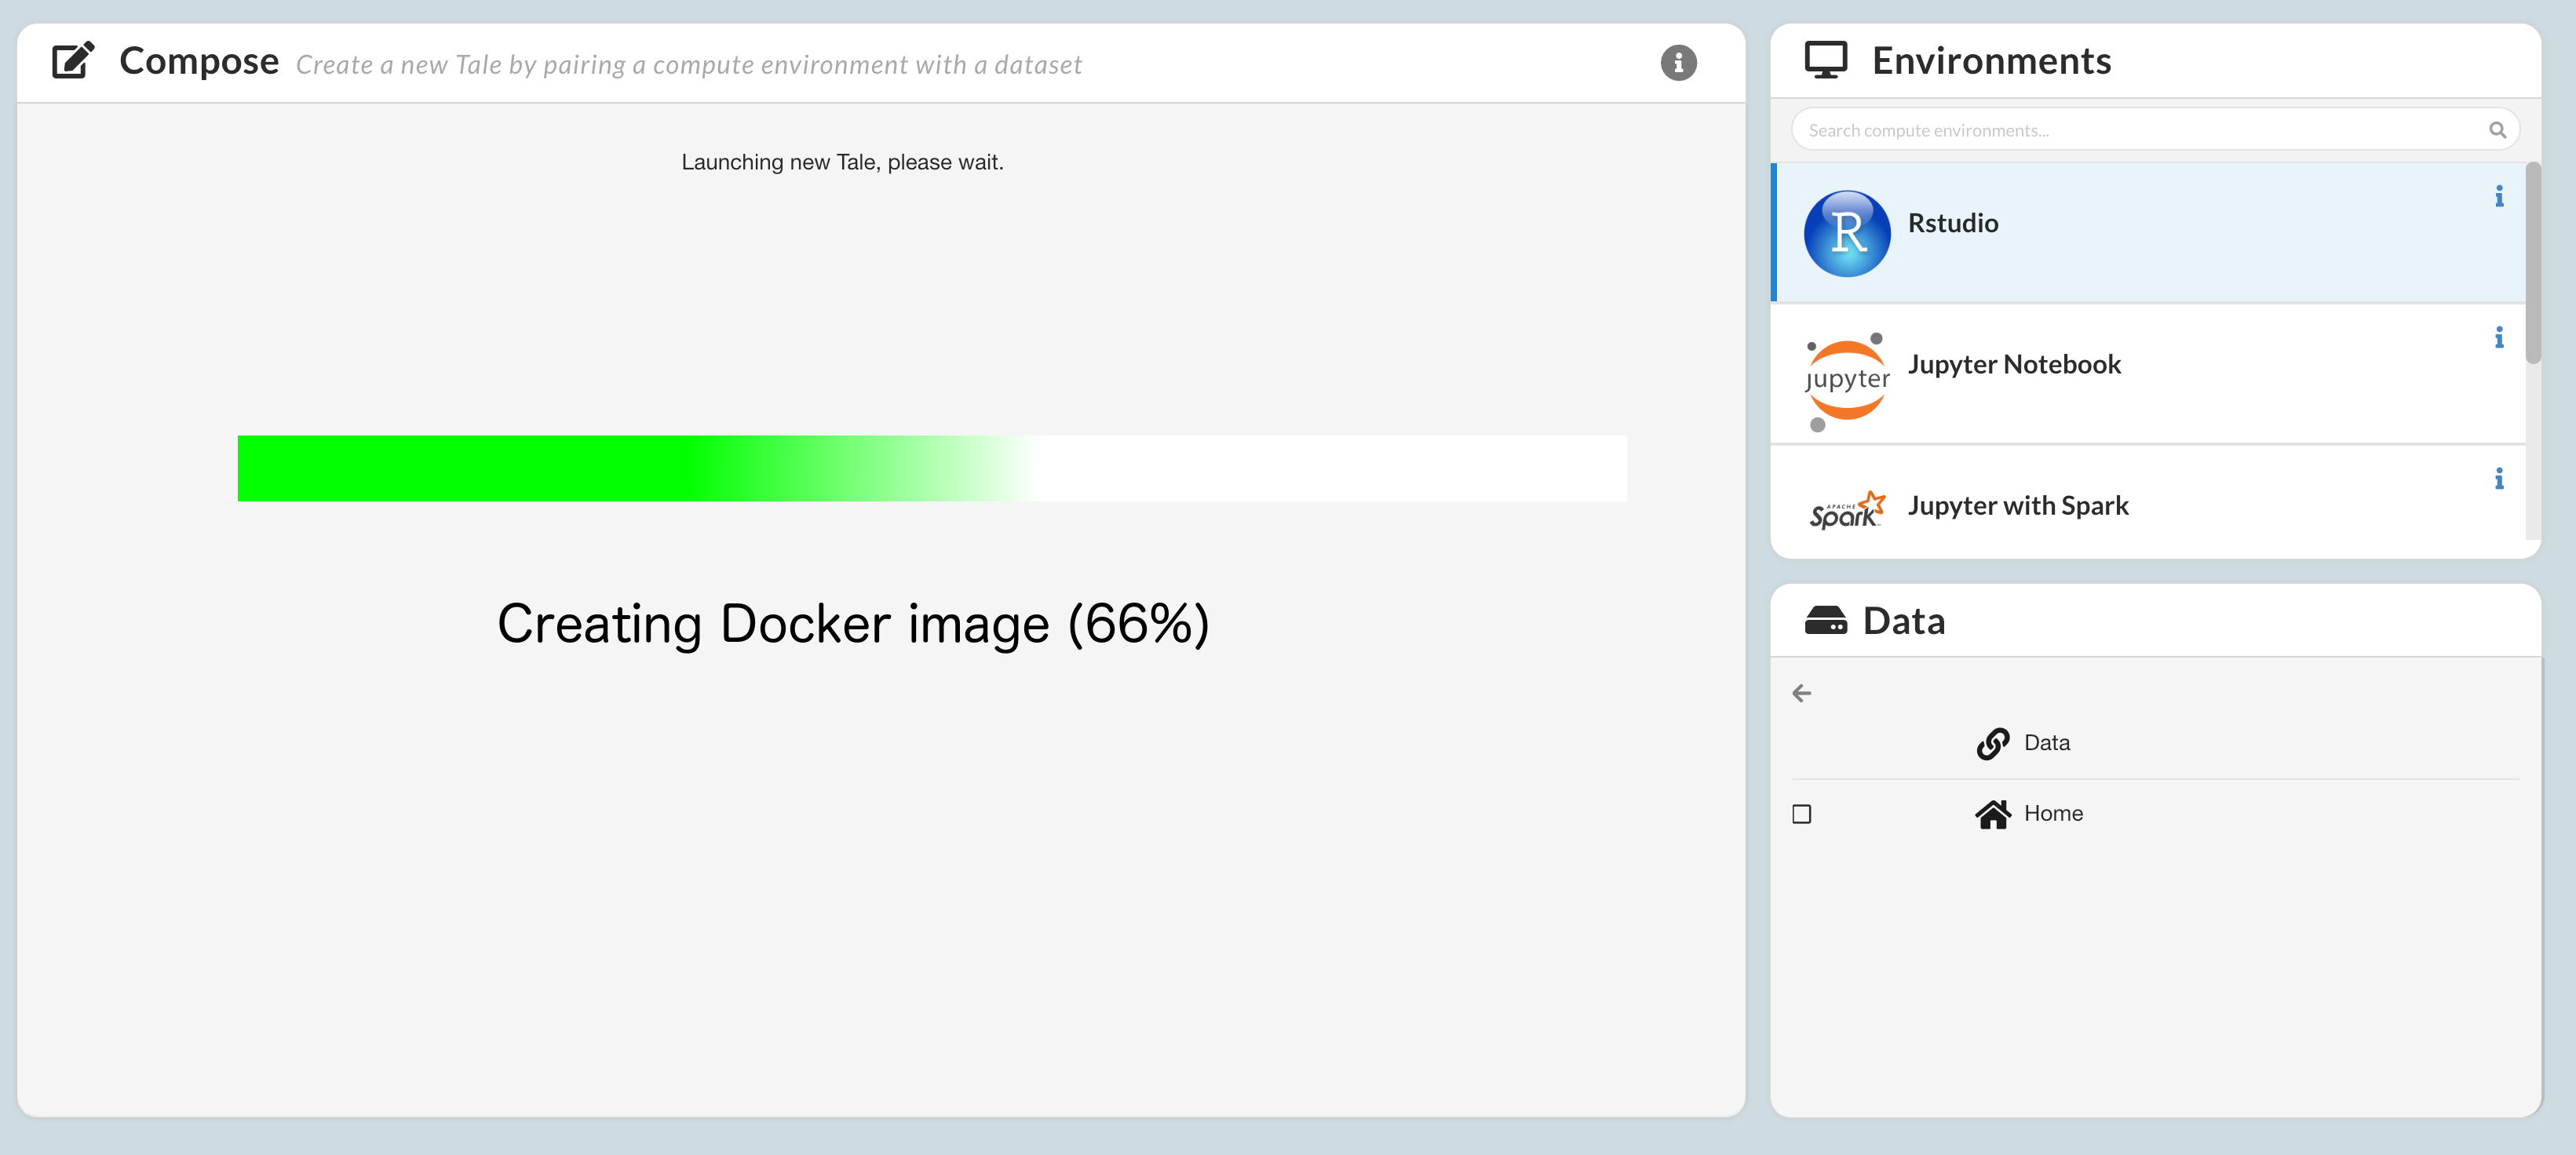 Compose Create a new Tale by pairing a compute environment with a dataset
Launching new Tale, please wait.
Creating Docker image (66%)
Environments
Search compute environments...
R
Rstudio
jupyter
Jupyter Notebook
APACHE
Spark
Jupyter with Spark
Data
Data
Home